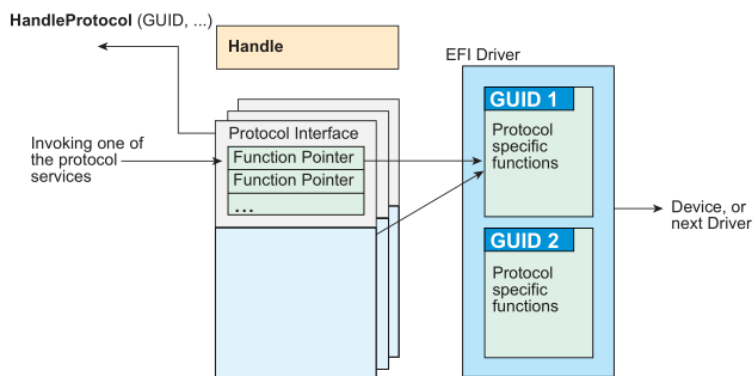 HandleProtocol (GUID, ...)
Handle
EFI Driver
GUID 1
Protocol
specific
functions
Protocol Interface
Invoking one of
the protocol
services
Function Pointer
Function Pointer
...
Device, or
next Driver
GUID 2
Protocol
specific
functions